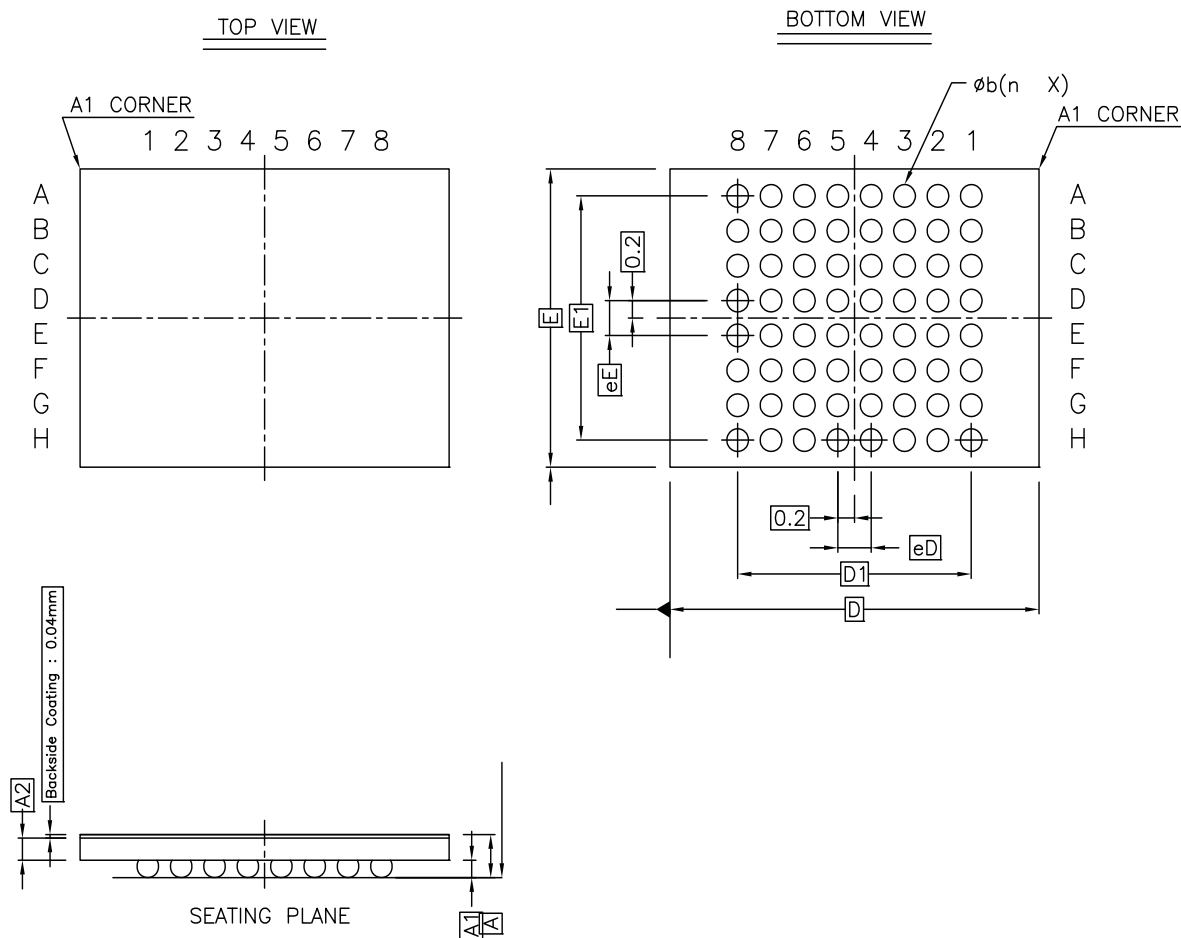 TOP VIEW
BOTTOM VIEW
A1 CORNER
1 2 3 4 5 6 7 8
A
B
C
D
E
F
G
H
øb(n X)
A1 CORNER
8 7 6 5 4 3 2 1
A
B
C
D
E
F
G
H
E
E1
0.2
eE
0.2
eD
D1
D
Backside Coating : 0.04mm
A2
A1
A
SEATING PLANE